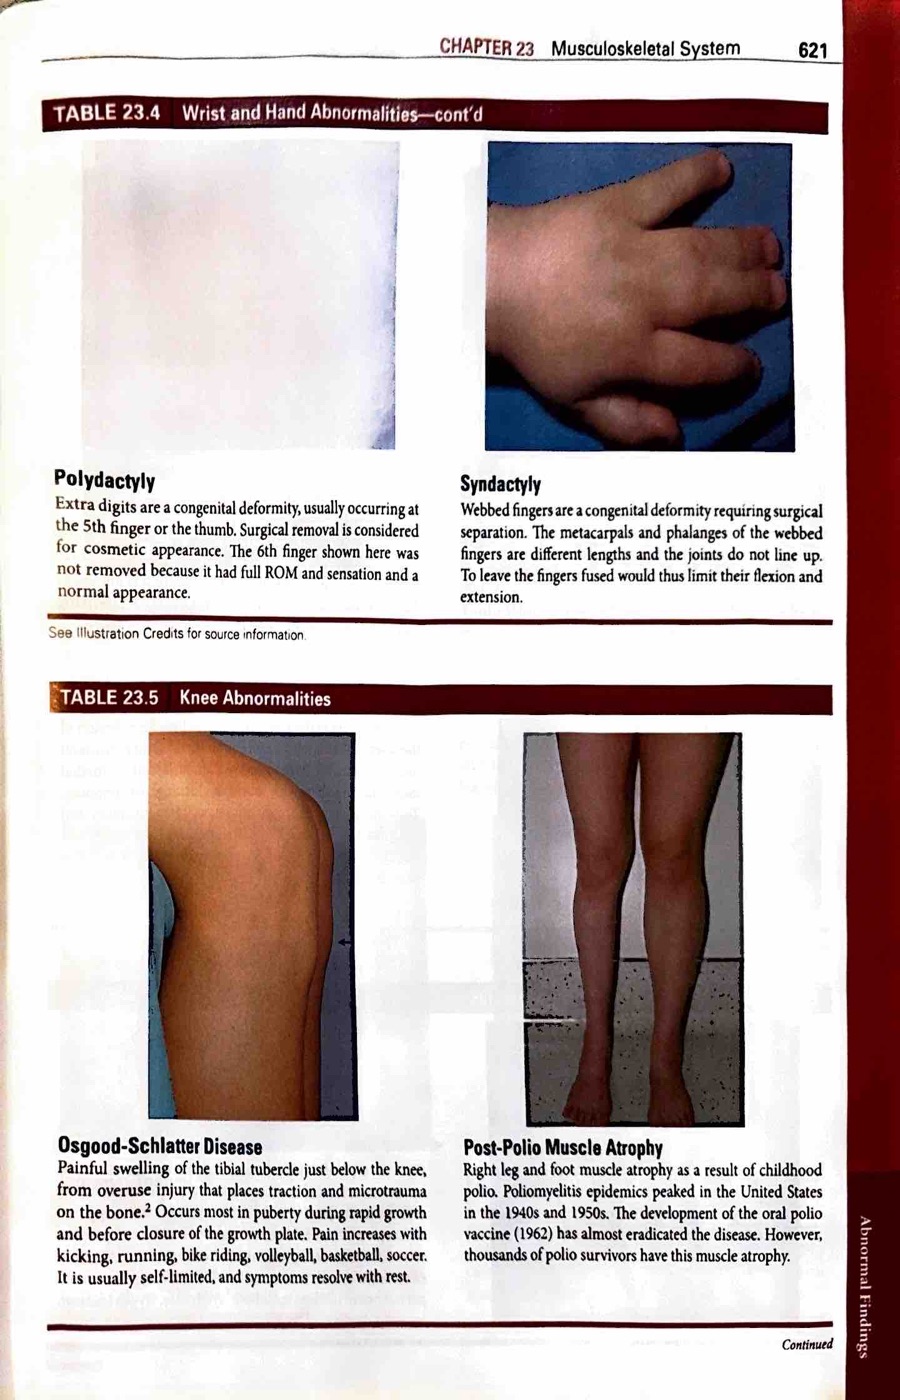 CHAPTER 23 Musculoskeletal System 621
TABLE 23.4 Wrist and Hand Abnormalities—cont'd
Polydactyly
Extra digits are a congenital deformity, usually occurring at
the 5th finger or the thumb. Surgical removal is considered
for cosmetic appearance. The 6th finger shown here was
not removed because it had full ROM and sensation and a
normal appearance.
Syndactyly
Webbed fingers are a congenital deformity requiring surgical
separation. The metacarpals and phalanges of the webbed
fingers are different lengths and the joints do not line up.
To leave the fingers fused would thus limit their flexion and
extension.
See Illustration Credits for source information.
TABLE 23.5 Knee Abnormalities
Osgood-Schlatter Disease
Painful swelling of the tibial tubercle just below the knee,
from overuse injury that places traction and microtrauma
on the bone.² Occurs most in puberty during rapid growth
and before closure of the growth plate. Pain increases with
kicking, running, bike riding, volleyball, basketball, soccer.
It is usually self-limited, and symptoms resolve with rest.
Post-Polio Muscle Atrophy
Right leg and foot muscle atrophy as a result of childhood
polio. Poliomyelitis epidemics peaked in the United States
in the 1940s and 1950s. The development of the oral polio
vaccine (1962) has almost eradicated the disease. However,
thousands of polio survivors have this muscle atrophy.
Continued
Abnormal Findings